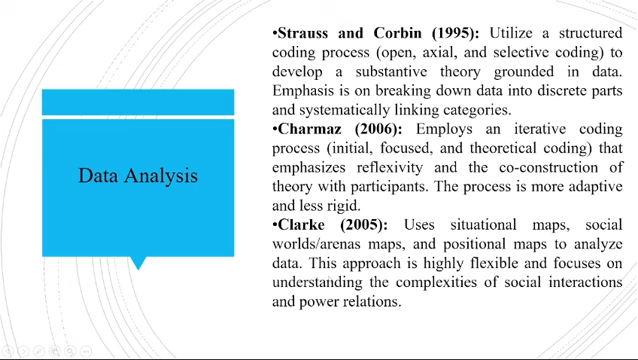 Data Analysis
•Strauss and Corbin (1995): Utilize a structured
coding process (open, axial, and selective coding) to
develop a substantive theory grounded in data.
Emphasis is on breaking down data into discrete parts
and systematically linking categories.
•Charmaz (2006): Employs an iterative coding
process (initial, focused, and theoretical coding) that
emphasizes reflexivity and the co-construction of
theory with participants. The process is more adaptive
and less rigid.
•Clarke (2005): Uses situational maps, social
worlds/arenas maps, and positional maps to analyze
data. This approach is highly flexible and focuses on
understanding the complexities of social interactions
and power relations.